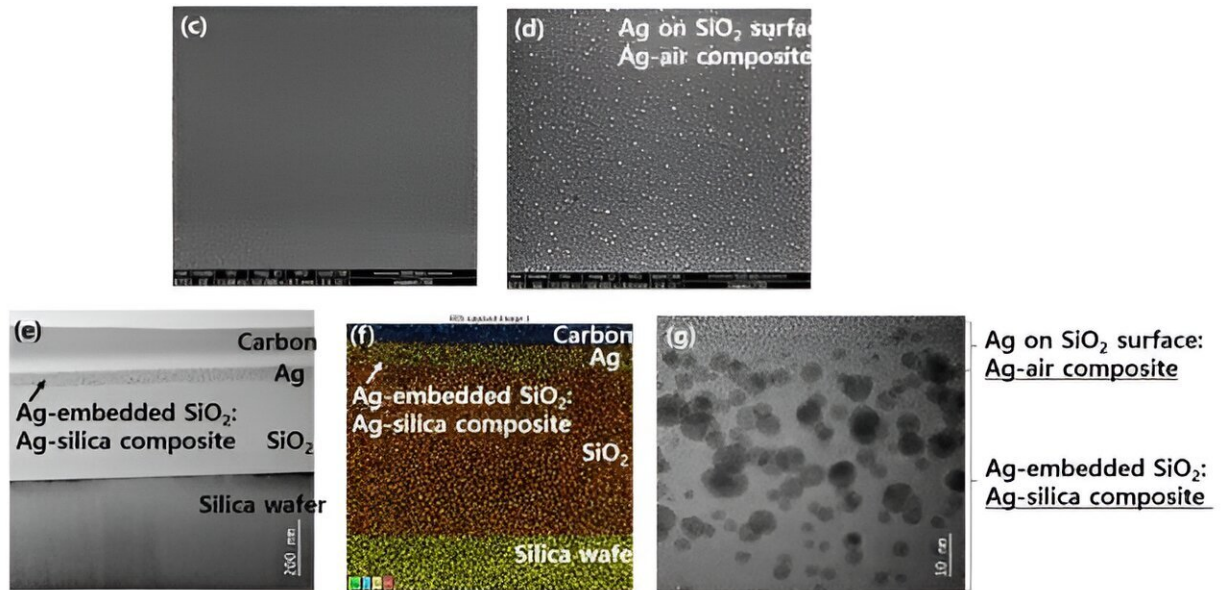 (c)
(d)
Ag on SiO₂ surfa
Ag-air composite
(e)
Carbon
Ag
Ag-embedded SiO₂:
Ag-silica composite
SiO₂
Silica wafer
200 nm
(f)
Carbon
Ag
Ag-embedded SiO₂:
Ag-silica composite
SiO₂
Silica wafe
(g)
10 nm
Ag on SiO₂ surface:
Ag-air composite
Ag-embedded SiO₂:
Ag-silica composite